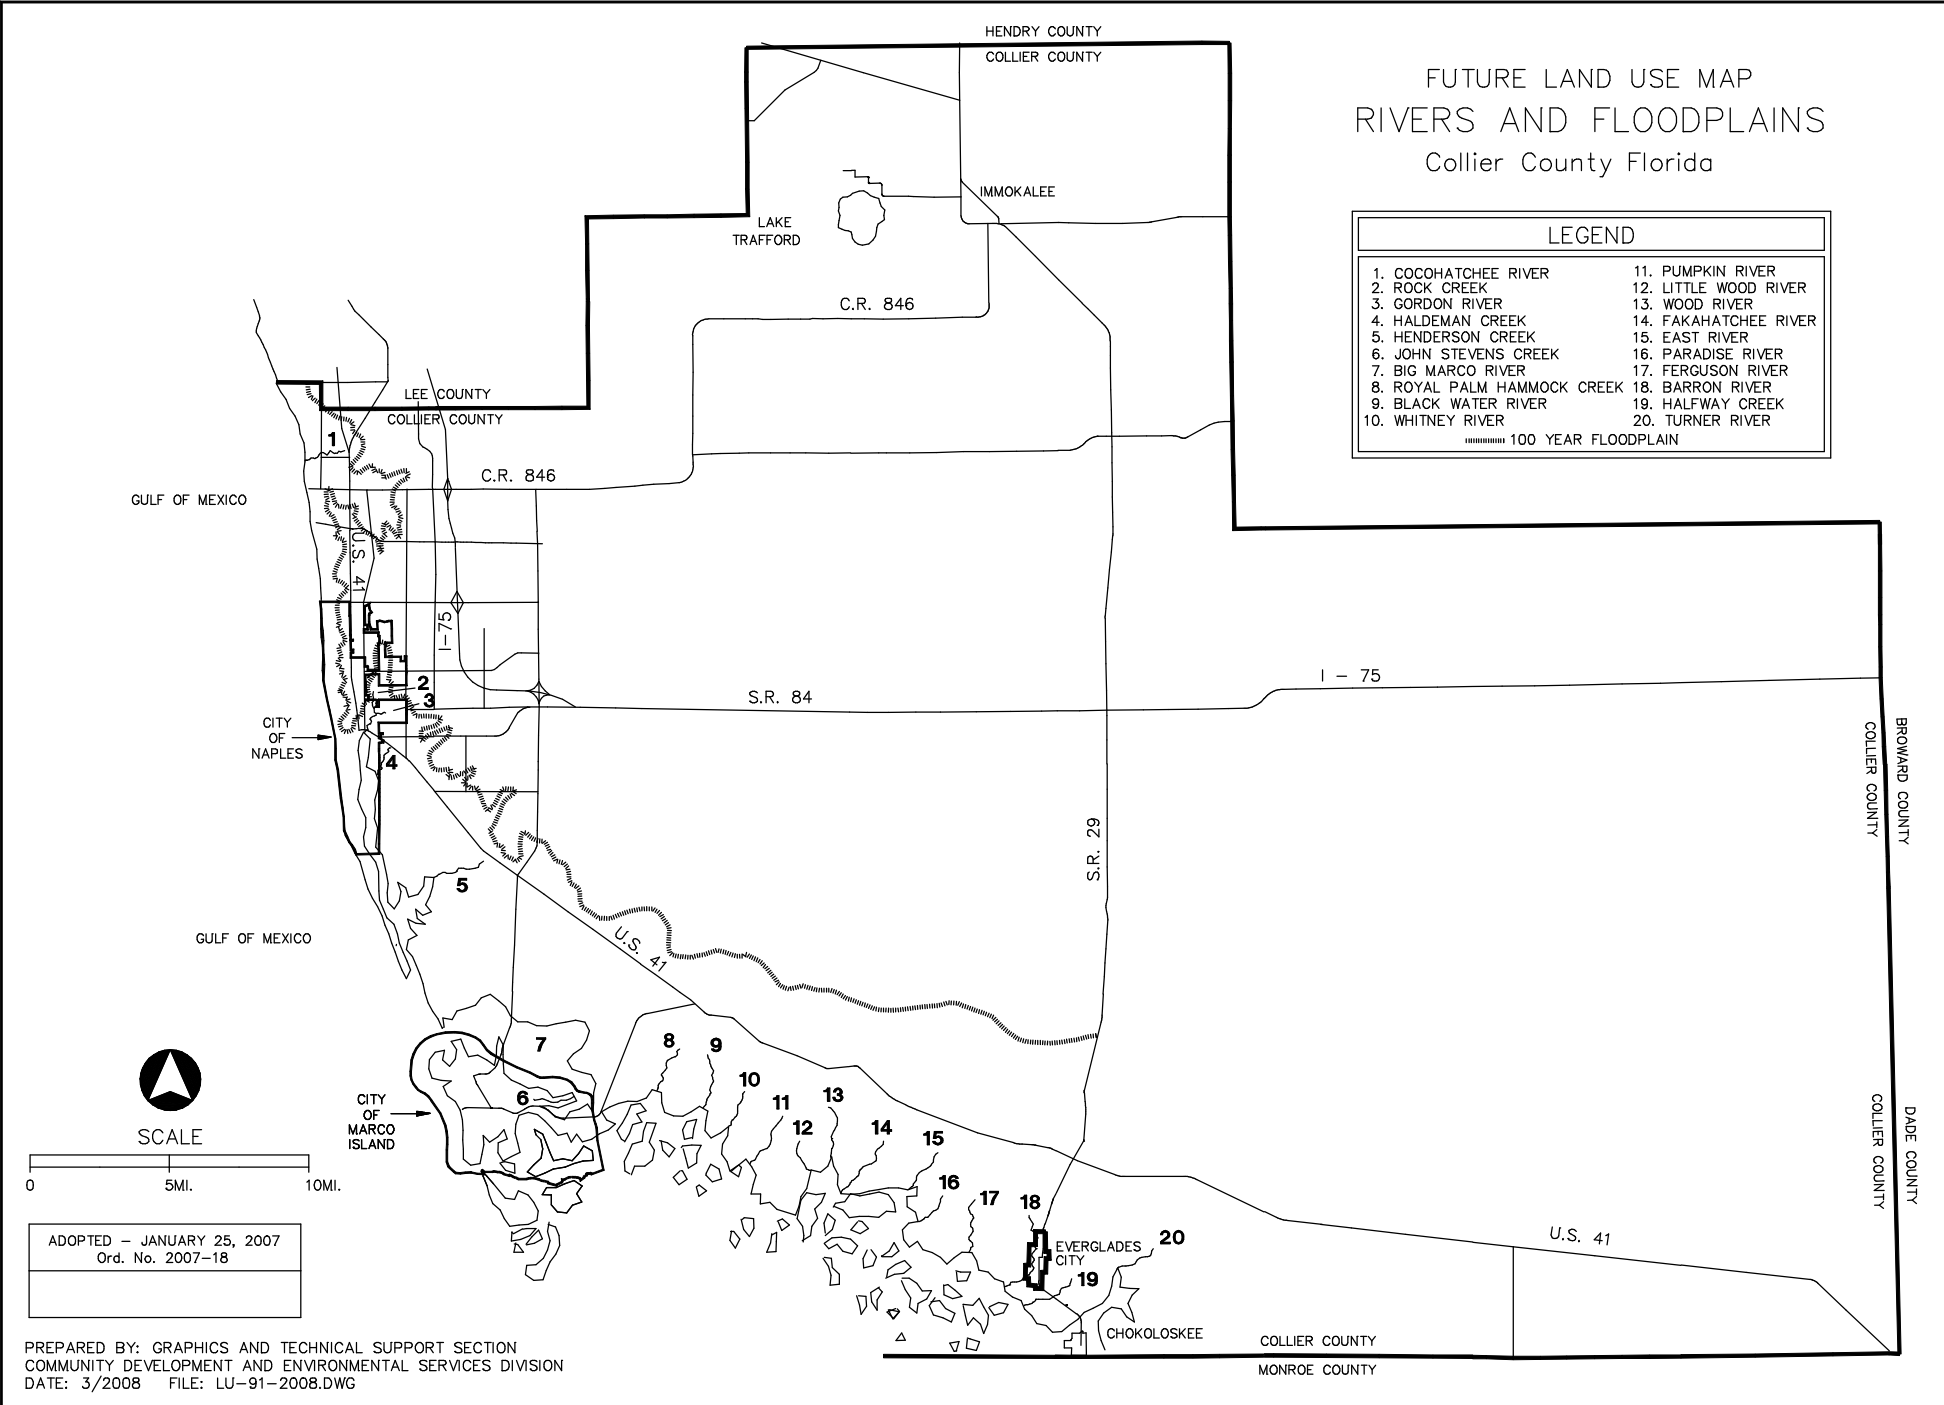 HENDRY COUNTY
COLLIER COUNTY
FUTURE LAND USE MAP
RIVERS AND FLOODPLAINS
Collier County Florida
LEGEND
1. COCOHATCHEE RIVER
2. ROCK CREEK
3. GORDON RIVER
4. HALDEMAN CREEK
5. HENDERSON CREEK
6. JOHN STEVENS CREEK
7. BIG MARCO RIVER
8. ROYAL PALM HAMMOCK CREEK
9. BLACK WATER RIVER
10. WHITNEY RIVER
11. PUMPKIN RIVER
12. LITTLE WOOD RIVER
13. WOOD RIVER
14. FAKAHATCHEE RIVER
15. EAST RIVER
16. PARADISE RIVER
17. FERGUSON RIVER
18. BARRON RIVER
19. HALFWAY CREEK
20. TURNER RIVER
100 YEAR FLOODPLAIN
IMMOKALEE
LAKE
TRAFFORD
C.R. 846
LEE COUNTY
COLLIER COUNTY
1
C.R. 846
GULF OF MEXICO
U.S. 41
I-75
2
3
S.R. 84
I - 75
CITY
OF
NAPLES
4
BROWARD COUNTY
COLLIER COUNTY
S.R. 29
5
GULF OF MEXICO
U.S. 41
7
8
9
10
6
11
13
12
14
15
16
17
18
CITY
OF
MARCO
ISLAND
DADE COUNTY
COLLIER COUNTY
SCALE
0 5MI. 10MI.
EVERGLADES
CITY
20
19
U.S. 41
CHOKOLOSKEE
COLLIER COUNTY
MONROE COUNTY
ADOPTED - JANUARY 25, 2007
Ord. No. 2007-18
PREPARED BY: GRAPHICS AND TECHNICAL SUPPORT SECTION
COMMUNITY DEVELOPMENT AND ENVIRONMENTAL SERVICES DIVISION
DATE: 3/2008 FILE: LU-91-2008.DWG